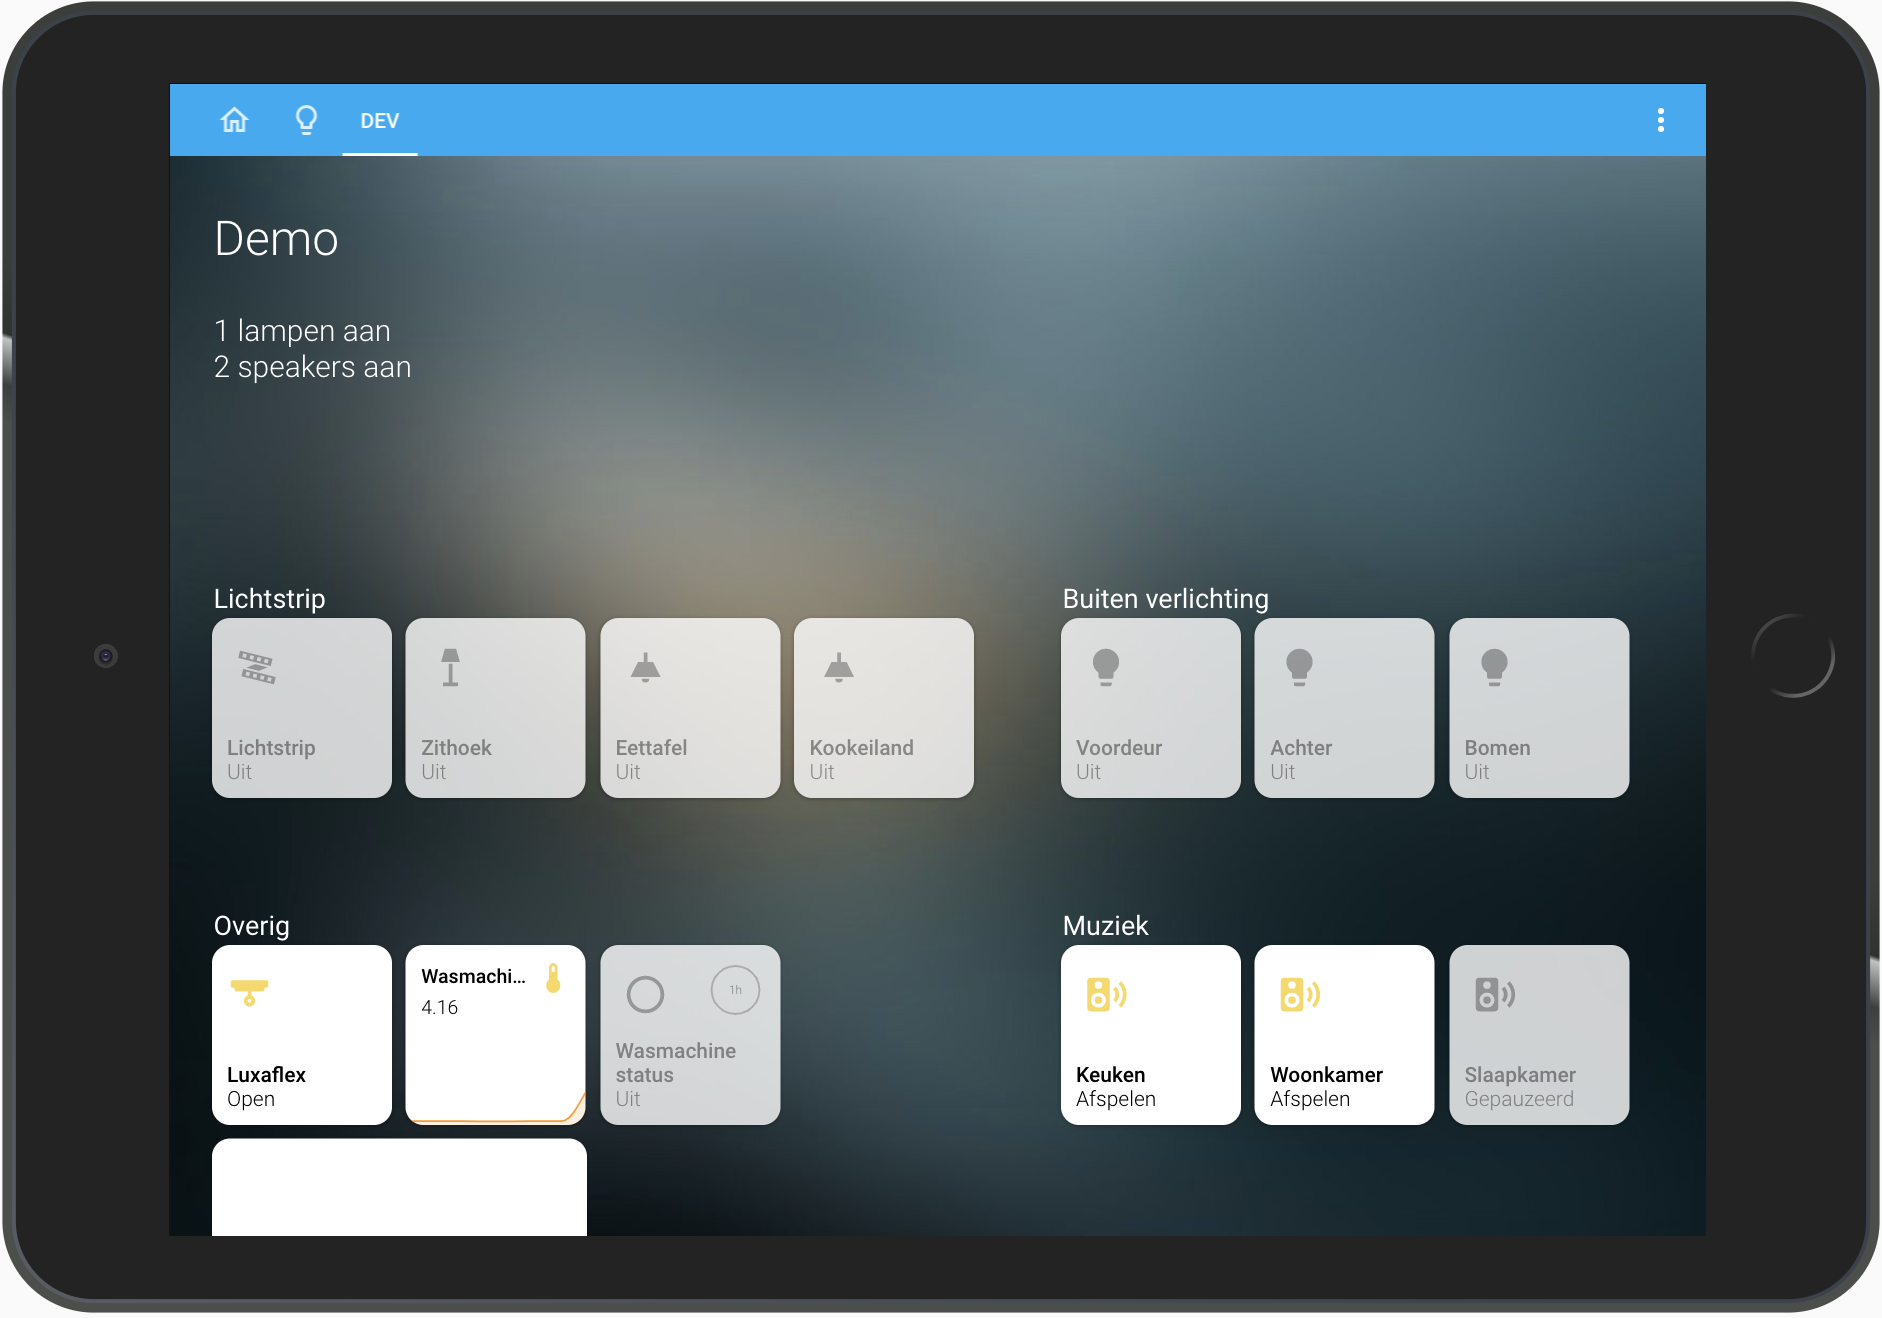 DEV
Demo
1 lampen aan
2 speakers aan
Lichtstrip
Lichtstrip
Uit
Zithoek
Uit
Eettafel
Uit
Kookeiland
Uit
Buiten verlichting
Voordeur
Uit
Achter
Uit
Bomen
Uit
Overig
Luxaflex
Open
Wasmachi...
4.16
1h
Wasmachine
status
Uit
Muziek
Keuken
Afspelen
Woonkamer
Afspelen
Slaapkamer
Gepauzeerd